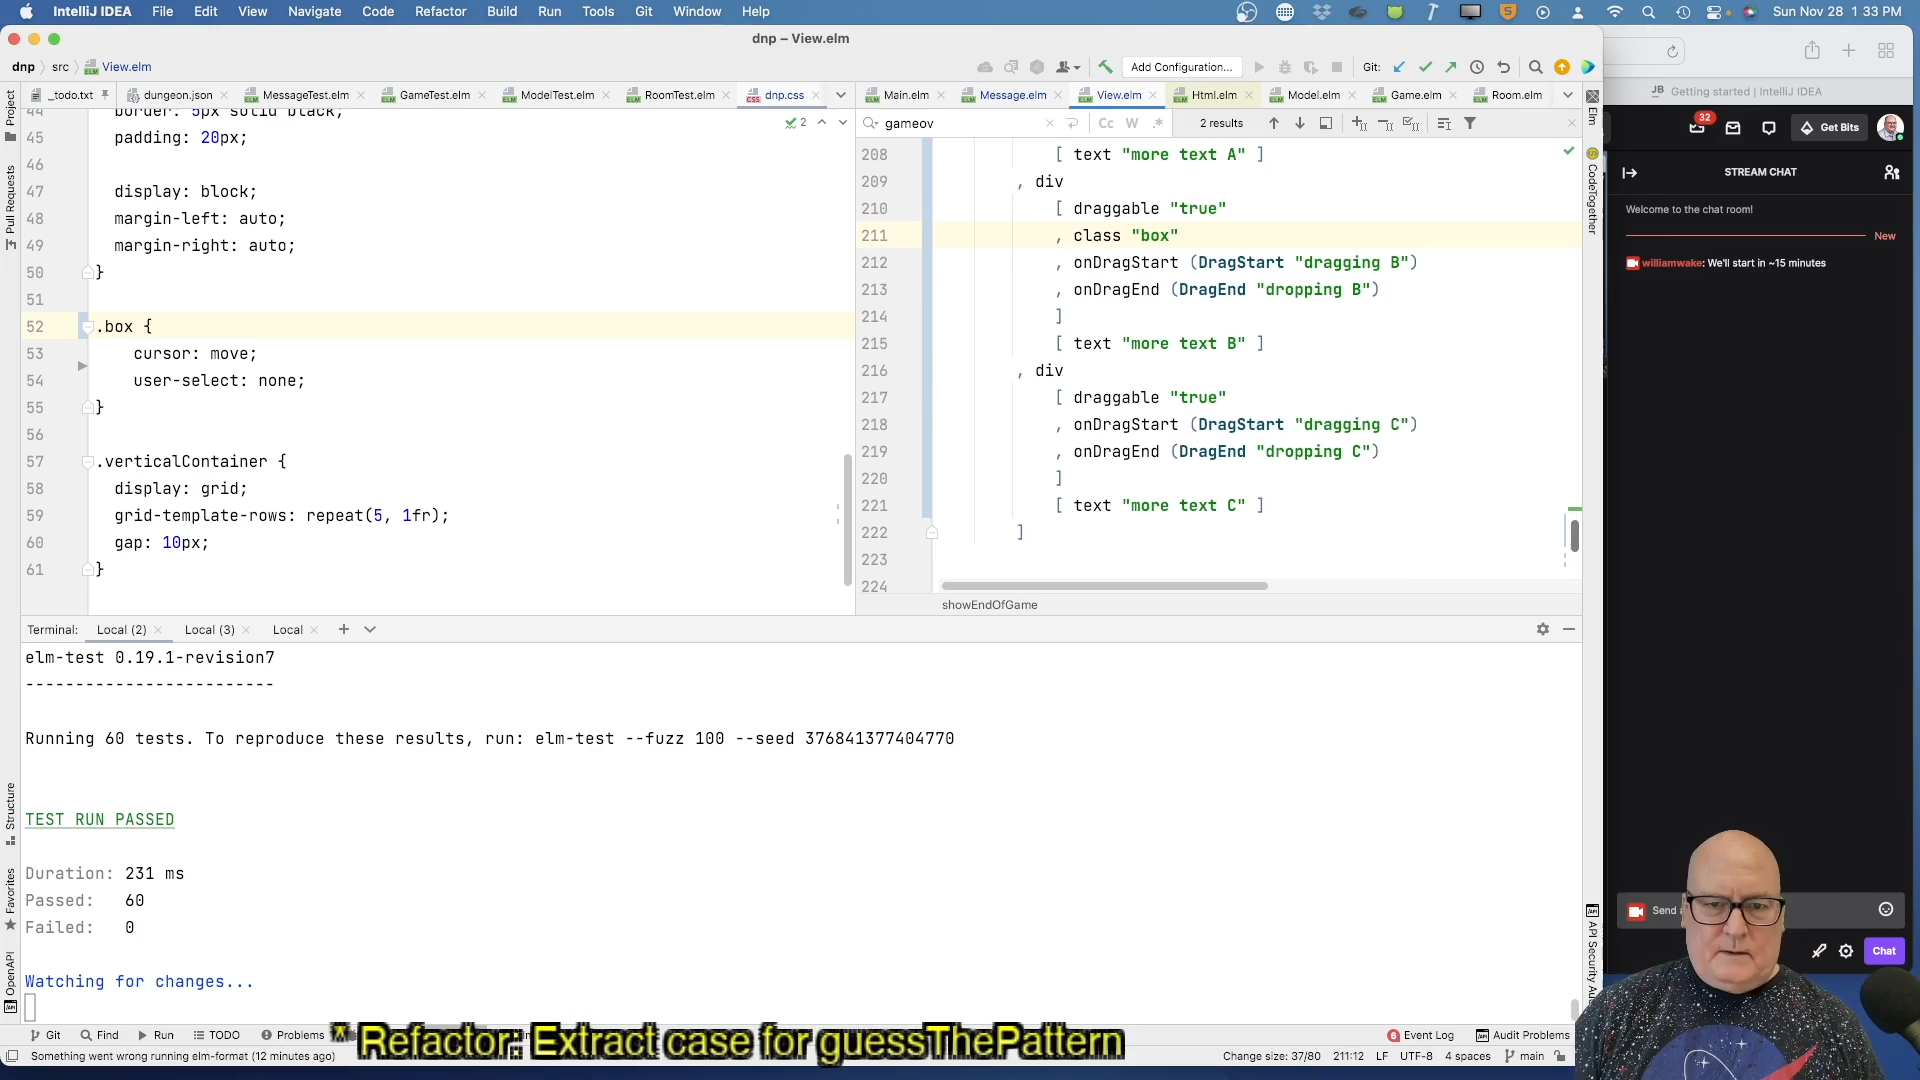 IntelliJ IDEA File Edit View Navigate Code Refactor Build Run Tools Git Window Help Sun Nov 28 1 33 PM
dnp – View.elm
dnp src View.elm Add Configuration... Git:
_todo.txt dungeon.json MessageTest.elm GameTest.elm ModelTest.elm RoomTest.elm dnp.css Main.elm Message.elm View.elm Html.elm Model.elm Game.elm Room.elm
Getting started | IntelliJ IDEA
gameov Cc W .* 2 results
32
Get Bits
STREAM CHAT
Welcome to the chat room!
New
williamwake: We'll start in ~15 minutes
Project
Pull Requests
Structure
Favorites
OpenAPI
Elm
CodeTogether
2
44 border: 5px solid black;
45 padding: 20px;
46
47 display: block;
48 margin-left: auto;
49 margin-right: auto;
50 }
51
52 .box {
53 cursor: move;
54 user-select: none;
55 }
56
57 .verticalContainer {
58 display: grid;
59 grid-template-rows: repeat(5, 1fr);
60 gap: 10px;
61 }
208 [ text "more text A" ]
209 , div
210 [ draggable "true"
211 , class "box"
212 , onDragStart (DragStart "dragging B")
213 , onDragEnd (DragEnd "dropping B")
214 ]
215 [ text "more text B" ]
216 , div
217 [ draggable "true"
218 , onDragStart (DragStart "dragging C")
219 , onDragEnd (DragEnd "dropping C")
220 ]
221 [ text "more text C" ]
222 ]
223
224
showEndOfGame
Terminal: Local (2) Local (3) Local
elm-test 0.19.1-revision7
------------------------
Running 60 tests. To reproduce these results, run: elm-test --fuzz 100 --seed 376841377404770
TEST RUN PASSED
Duration: 231 ms
Passed: 60
Failed: 0
Watching for changes...
Send
Chat
API Security Au
Git Find Run TODO Problems
* Refactor: Extract case for guessThePattern
6 Event Log Audit Problems
Something went wrong running elm-format (12 minutes ago)
Change size: 37/80 211:12 LF UTF-8 4 spaces main